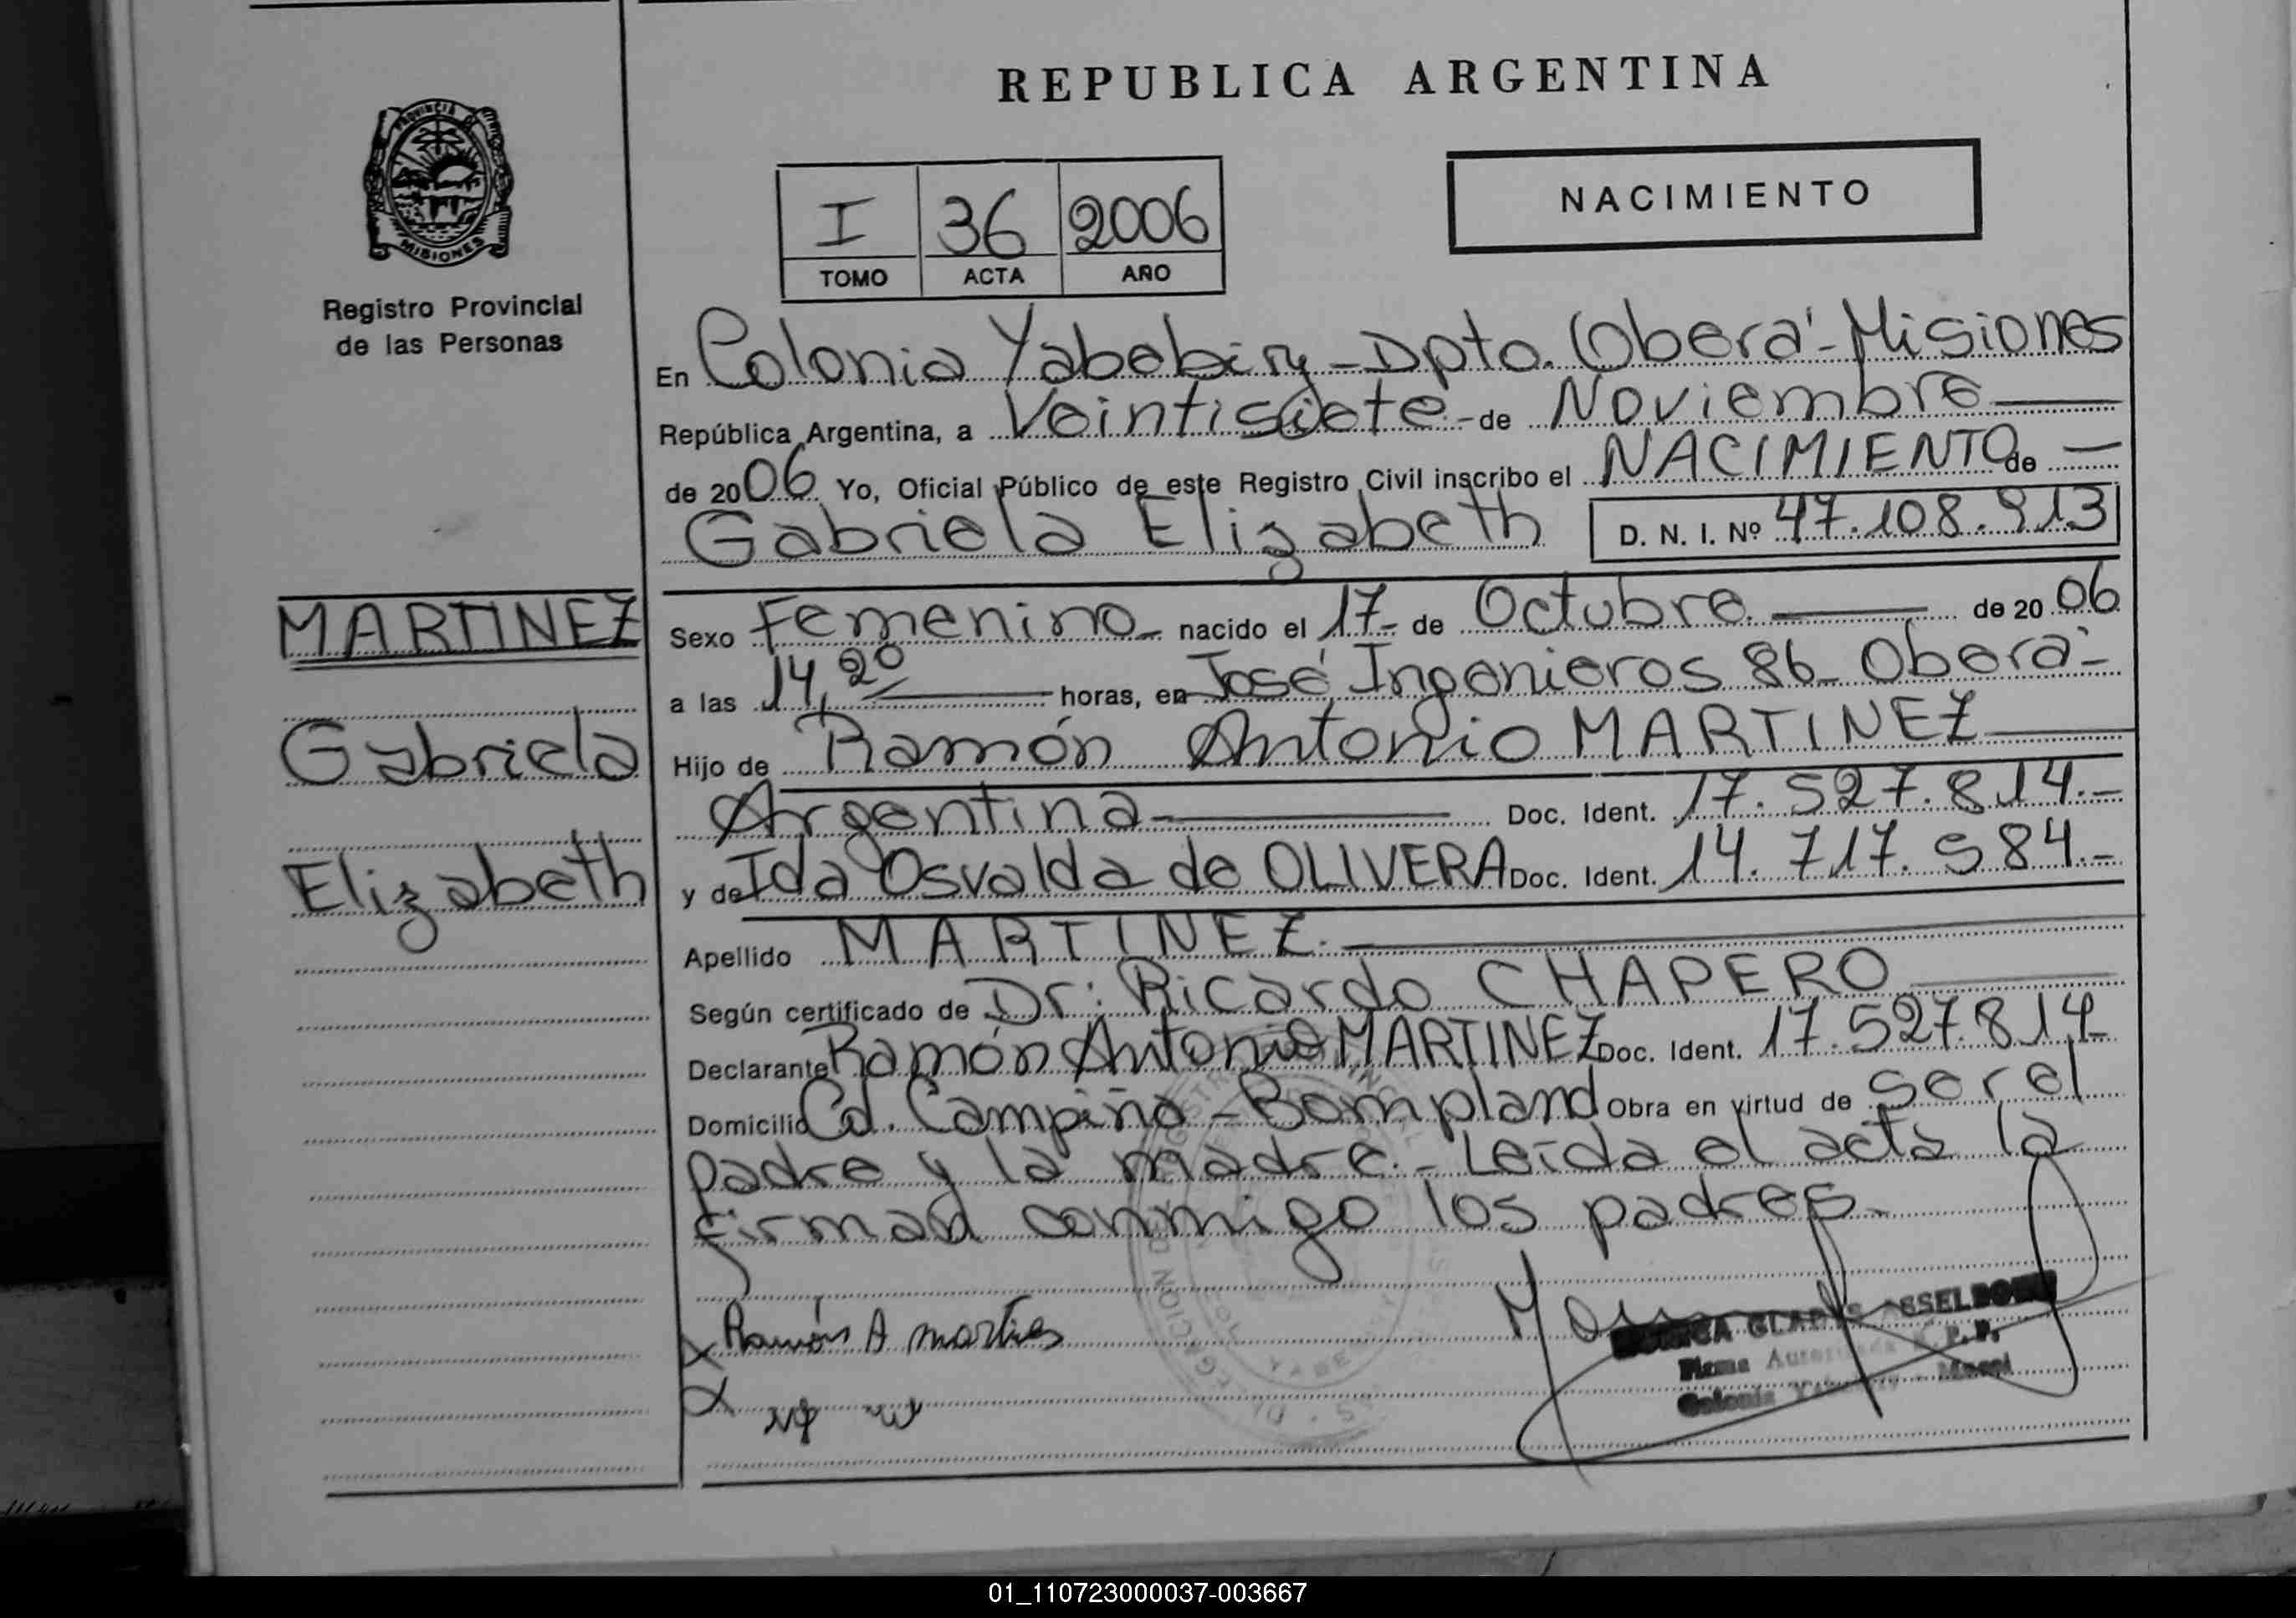 REPUBLICA ARGENTINA
PROVINCIA DE
MISIONES
Registro Provincial
de las Personas
NACIMIENTO
I 36 2006
TOMO ACTA AÑO
En Colonia Yabebiry - Dpto. Oberá - Misiones
República Argentina, a Veintisiete - de Noviembre
de 2006 Yo, Oficial Público de este Registro Civil inscribo el NACIMIENTO de
Gabriela Elizabeth D. N. I. Nº 47.108.913
MARTINEZ
Gabriela
Elizabeth
Sexo Femenino - nacido el 17 - de Octubre. de 2006
a las 14,20 horas, en José Ingenieros 86 - Oberá -
Hijo de Ramón Antonio MARTINEZ
Argentina Doc. Ident. 17.527.814.-
y de Ida Osvalda de OLIVERA Doc. Ident. 14.717.584.-
Apellido MARTINEZ.
Según certificado de Dr: Ricardo CHAPERO
Declarante Ramón Antonio MARTINEZ Doc. Ident. 17.527.814
Domicilio Cd. Campiña - Bompland Obra en virtud de ser el
padre y la madre. - Leída el acta la
firman conmigo los padres.
X Ramón A
X
GLADYS
Firma
Colonia
01_110723000037-003667